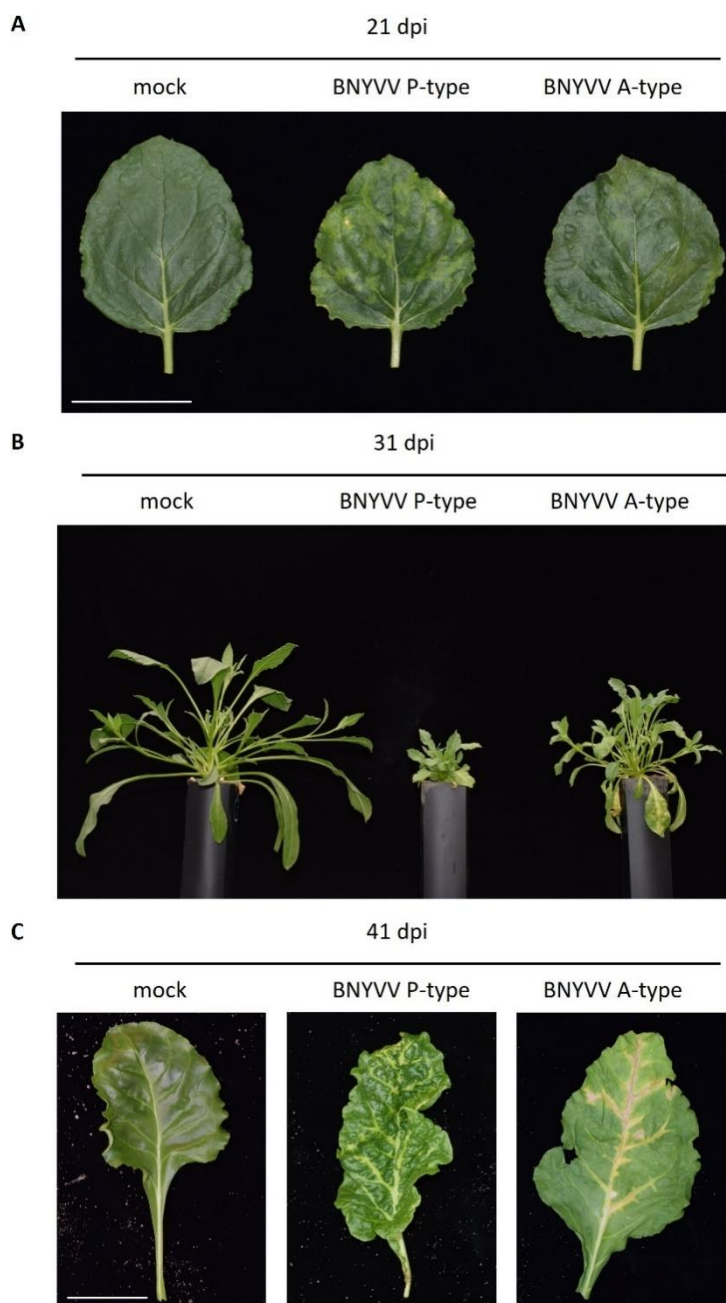 A
21 dpi
mock BNYVV P-type BNYVV A-type
B
31 dpi
mock BNYVV P-type BNYVV A-type
C
41 dpi
mock BNYVV P-type BNYVV A-type